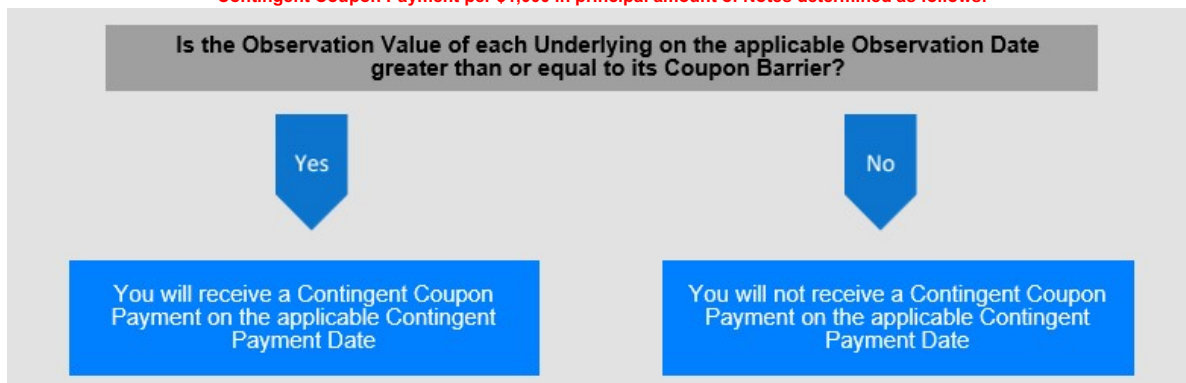 Contingent Coupon Payment per $1,000 in principal amount of Notes determined as follows:
Is the Observation Value of each Underlying on the applicable Observation Date
greater than or equal to its Coupon Barrier?
Yes
No
You will receive a Contingent Coupon
Payment on the applicable Contingent
Payment Date
You will not receive a Contingent Coupon
Payment on the applicable Contingent
Payment Date